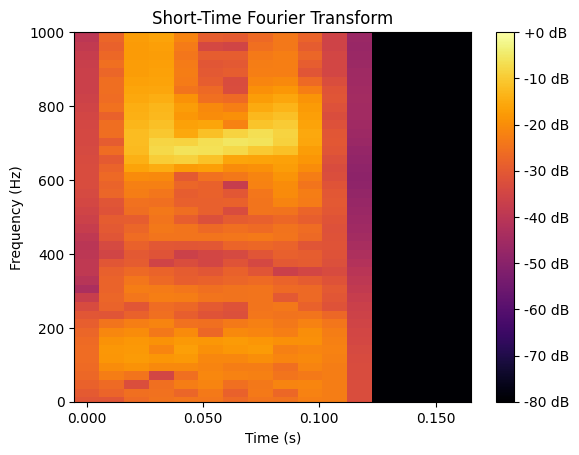 Short-Time Fourier Transform
1000
800
600
400
200
0
Frequency (Hz)
0.000
0.050
0.100
0.150
Time (s)
+0 dB
-10 dB
-20 dB
-30 dB
-40 dB
-50 dB
-60 dB
-70 dB
-80 dB